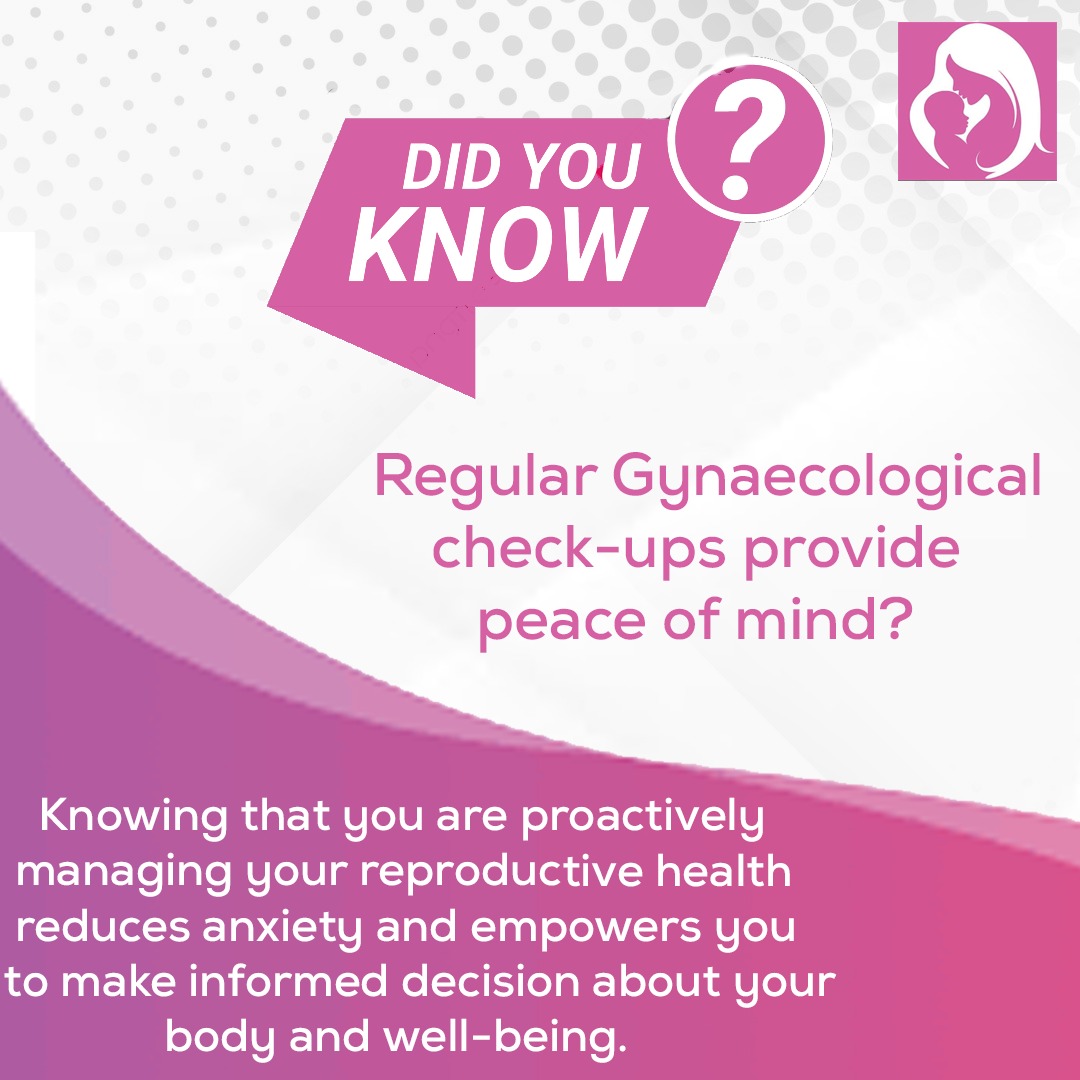 DID YOU
KNOW
?
Regular Gynaecological
check-ups provide
peace of mind?
Knowing that you are proactively
managing your reproductive health
reduces anxiety and empowers you
to make informed decision about your
body and well-being.